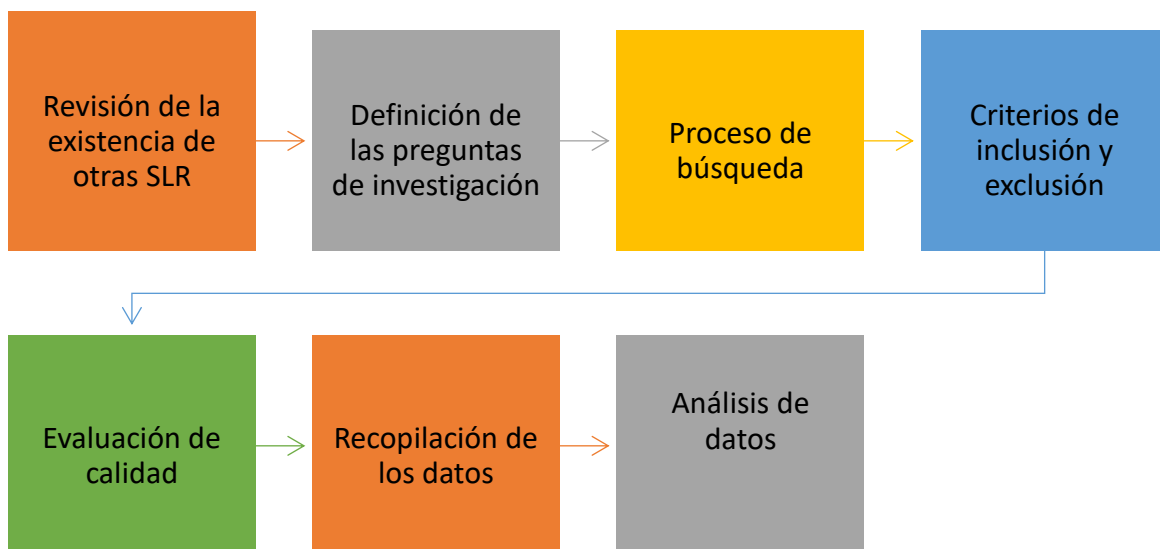 Revisión de la
existencia de
otras SLR
Definición de
las preguntas
de investigación
Proceso de
búsqueda
Criterios de
inclusión y
exclusión
Evaluación de
calidad
Recopilación de
los datos
Análisis de
datos